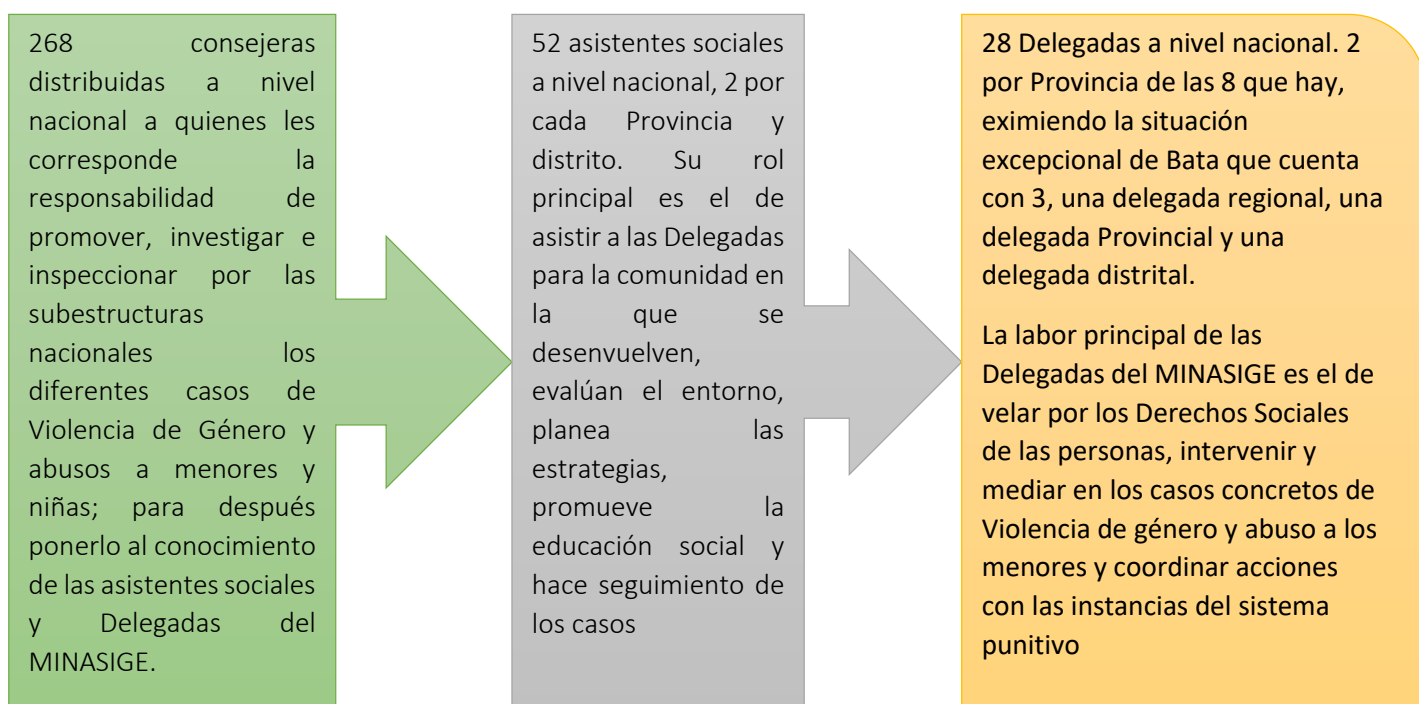 268 consejeras
distribuidas a nivel
nacional a quienes les
corresponde la
responsabilidad de
promover, investigar e
inspeccionar por las
subestructuras
nacionales los
diferentes casos de
Violencia de Género y
abusos a menores y
niñas; para después
ponerlo al conocimiento
de las asistentes sociales
y Delegadas del
MINASIGE.
52 asistentes sociales
a nivel nacional, 2 por
cada Provincia y
distrito. Su rol
principal es el de
asistir a las Delegadas
para la comunidad en
la que se
desenvuelven,
evalúan el entorno,
planea las
estrategias,
promueve la
educación social y
hace seguimiento de
los casos
28 Delegadas a nivel nacional. 2
por Provincia de las 8 que hay,
eximiendo la situación
excepcional de Bata que cuenta
con 3, una delegada regional, una
delegada Provincial y una
delegada distrital.
La labor principal de las
Delegadas del MINASIGE es el de
velar por los Derechos Sociales
de las personas, intervenir y
mediar en los casos concretos de
Violencia de género y abuso a los
menores y coordinar acciones
con las instancias del sistema
punitivo